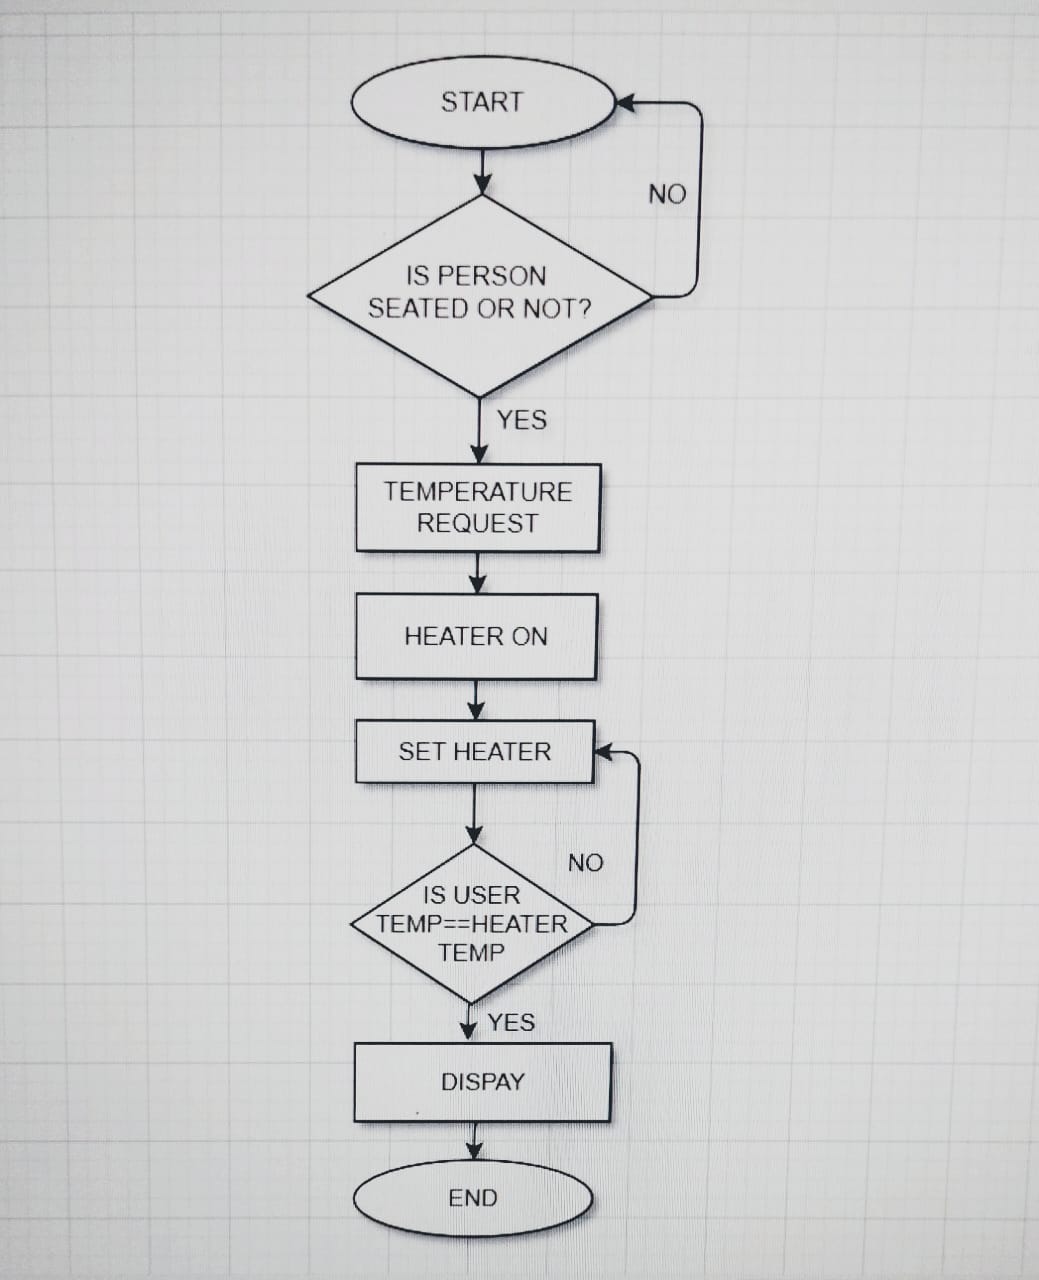 START
NO
IS PERSON
SEATED OR NOT?
YES
TEMPERATURE
REQUEST
HEATER ON
SET HEATER
NO
IS USER
TEMP==HEATER
TEMP
YES
DISPAY
END